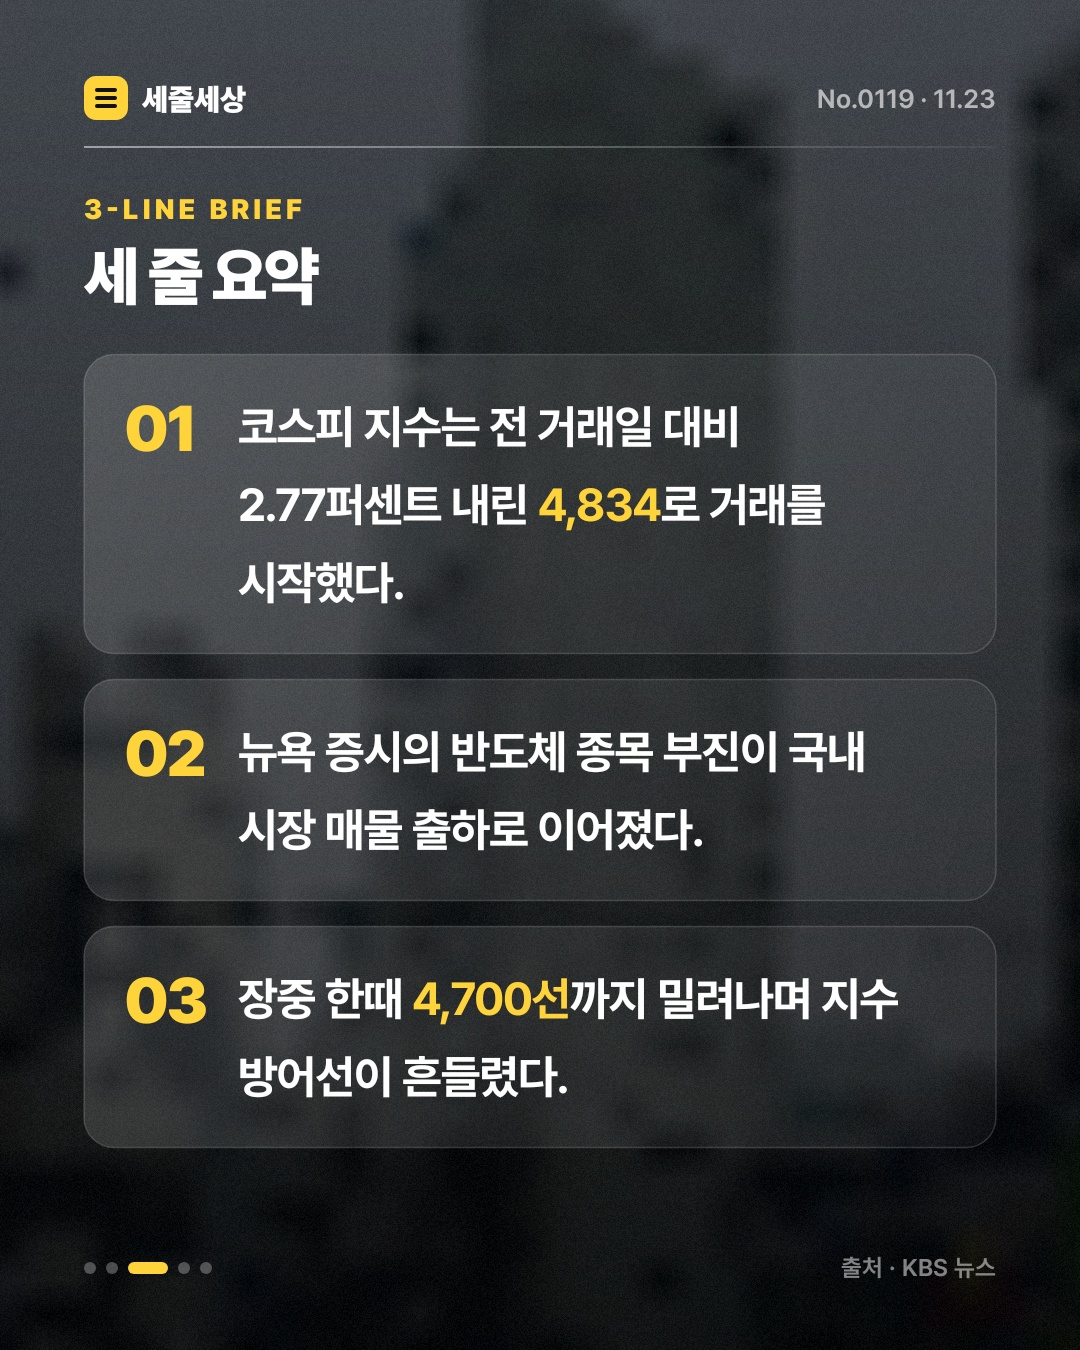 세줄세상
No.0119 · 11.23
3-LINE BRIEF
세 줄 요약
01
코스피 지수는 전 거래일 대비
2.77퍼센트 내린 4,834로 거래를
시작했다.
02
뉴욕 증시의 반도체 종목 부진이 국내
시장 매물 출하로 이어졌다.
03
장중 한때 4,700선까지 밀려나며 지수
방어선이 흔들렸다.
출처 · KBS 뉴스